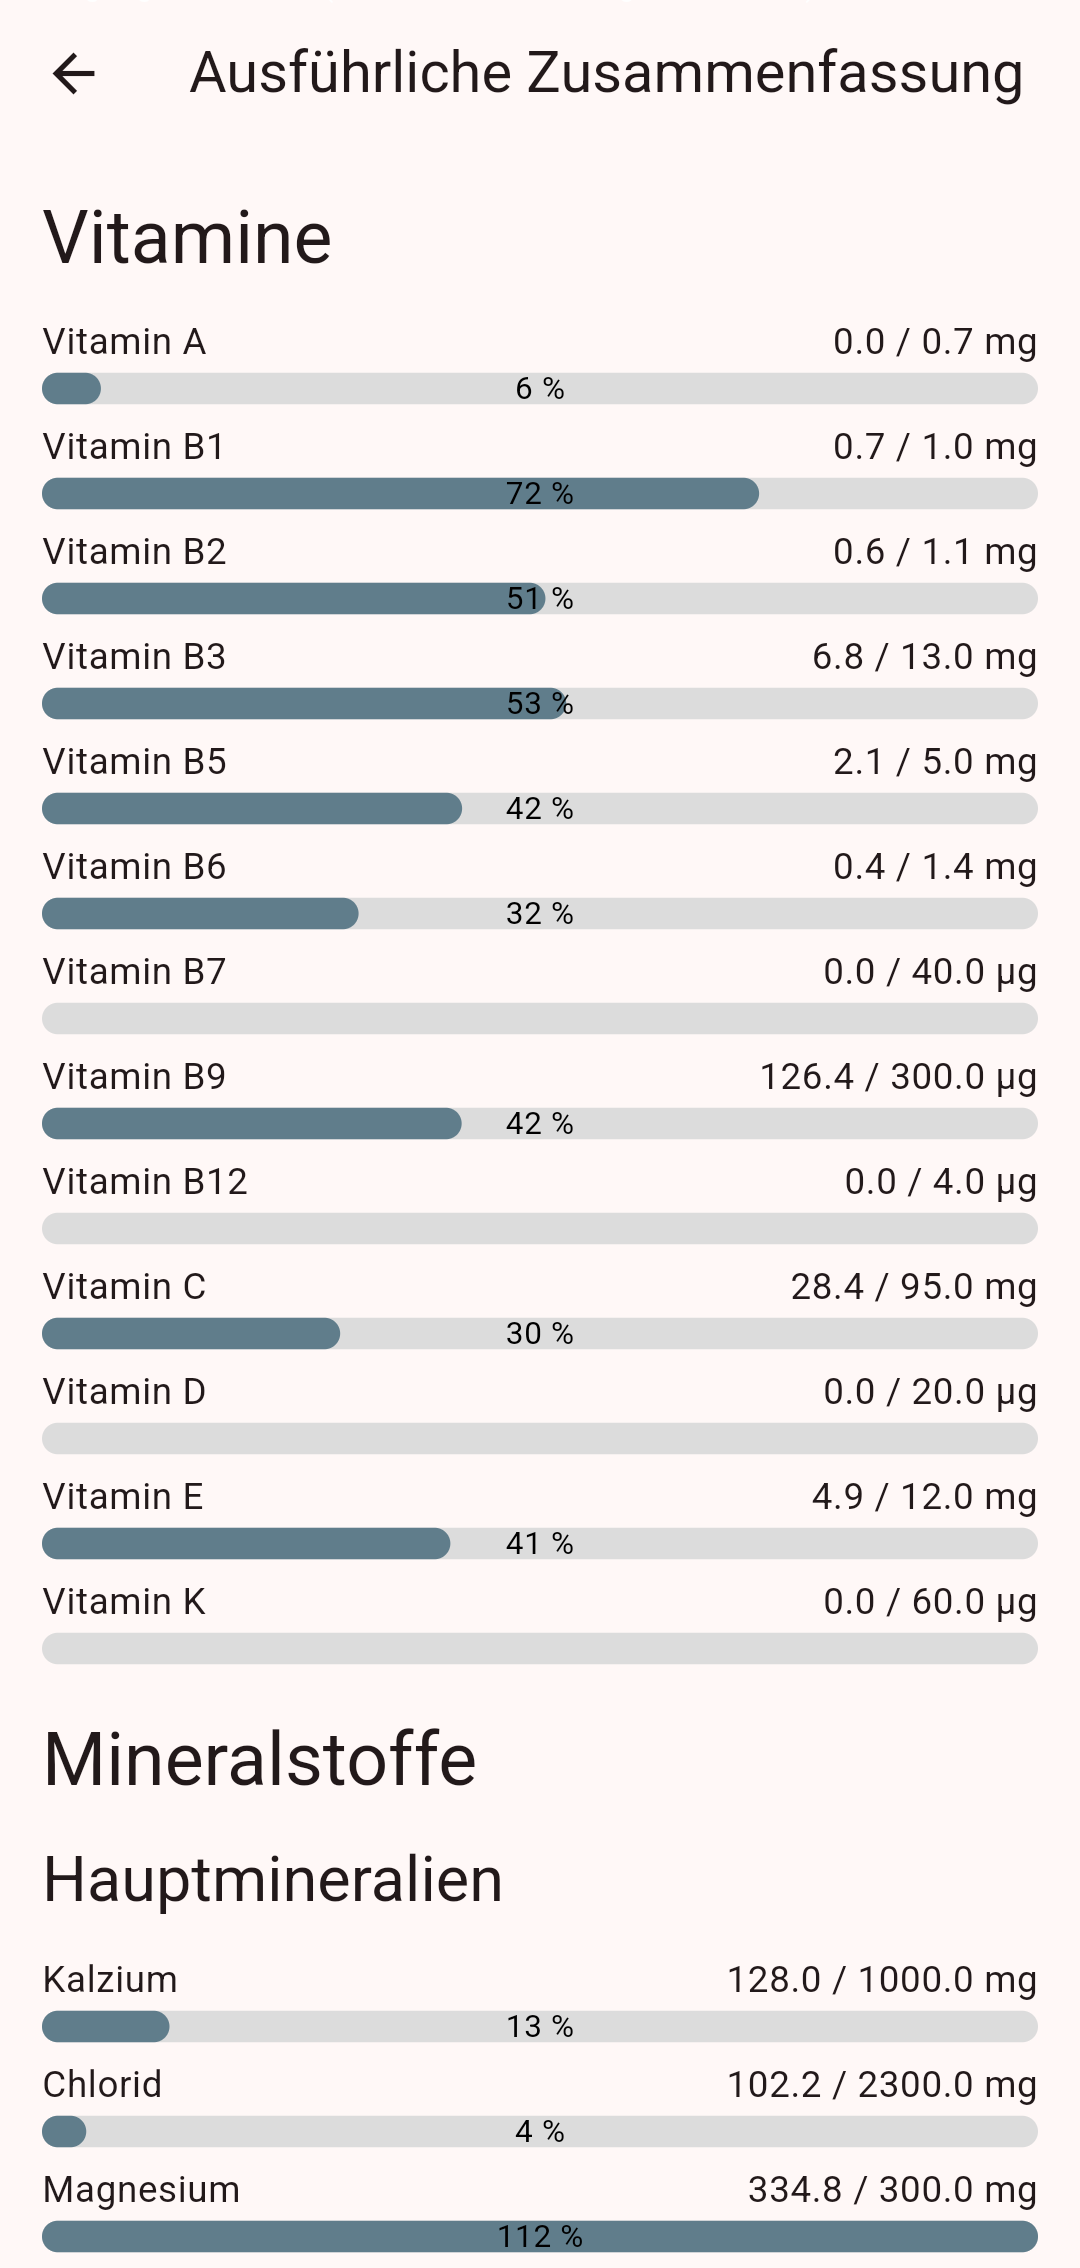 Ausführliche Zusammenfassung
Vitamine
Vitamin A 0.0 / 0.7 mg
6 %
Vitamin B1 0.7 / 1.0 mg
72 %
Vitamin B2 0.6 / 1.1 mg
51 %
Vitamin B3 6.8 / 13.0 mg
53 %
Vitamin B5 2.1 / 5.0 mg
42 %
Vitamin B6 0.4 / 1.4 mg
32 %
Vitamin B7 0.0 / 40.0 µg
Vitamin B9 126.4 / 300.0 µg
42 %
Vitamin B12 0.0 / 4.0 µg
Vitamin C 28.4 / 95.0 mg
30 %
Vitamin D 0.0 / 20.0 µg
Vitamin E 4.9 / 12.0 mg
41 %
Vitamin K 0.0 / 60.0 µg
Mineralstoffe
Hauptmineralien
Kalzium 128.0 / 1000.0 mg
13 %
Chlorid 102.2 / 2300.0 mg
4 %
Magnesium 334.8 / 300.0 mg
112 %